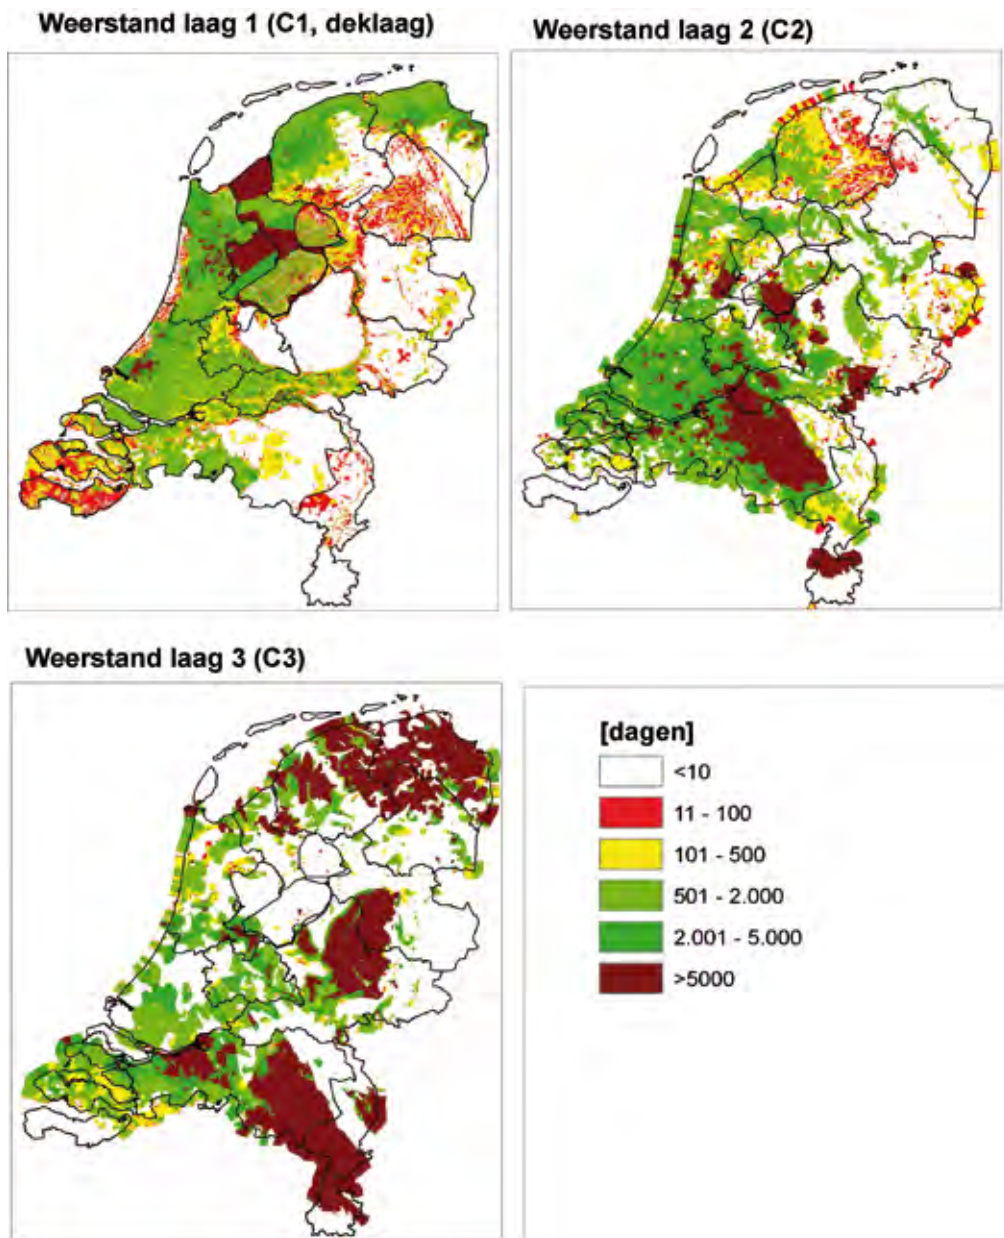 Weerstand laag 1 (C1, deklaag)
Weerstand laag 2 (C2)
Weerstand laag 3 (C3)
[dagen]
<10
11 - 100
101 - 500
501 - 2.000
2.001 - 5.000
>5000